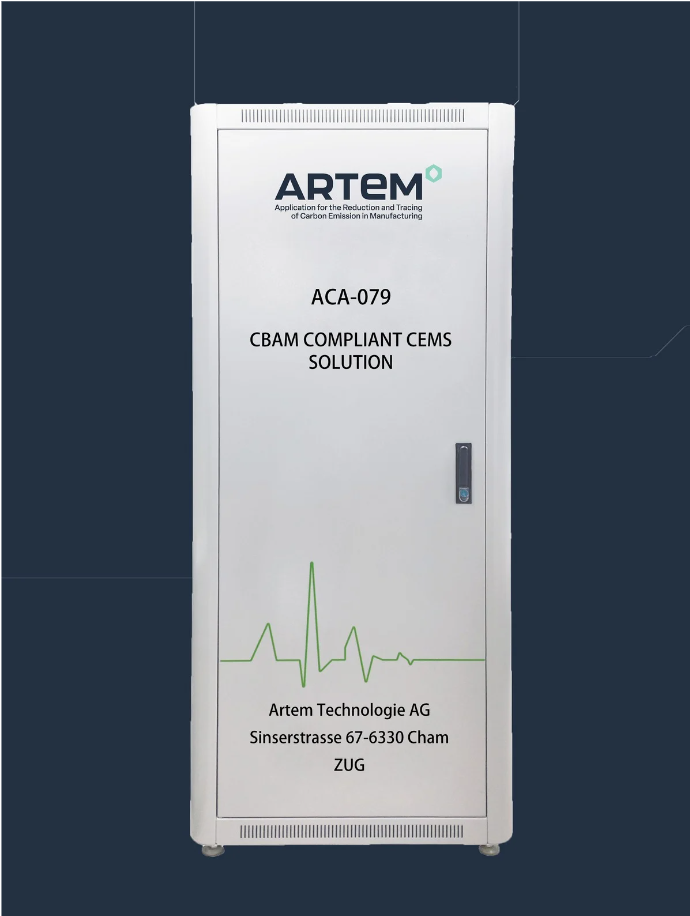 ARTeM
Application for the Reduction and Tracing
of Carbon Emission in Manufacturing
ACA-079
CBAM COMPLIANT CEMS
SOLUTION
Artem Technologie AG
Sinserstrasse 67-6330 Cham
ZUG